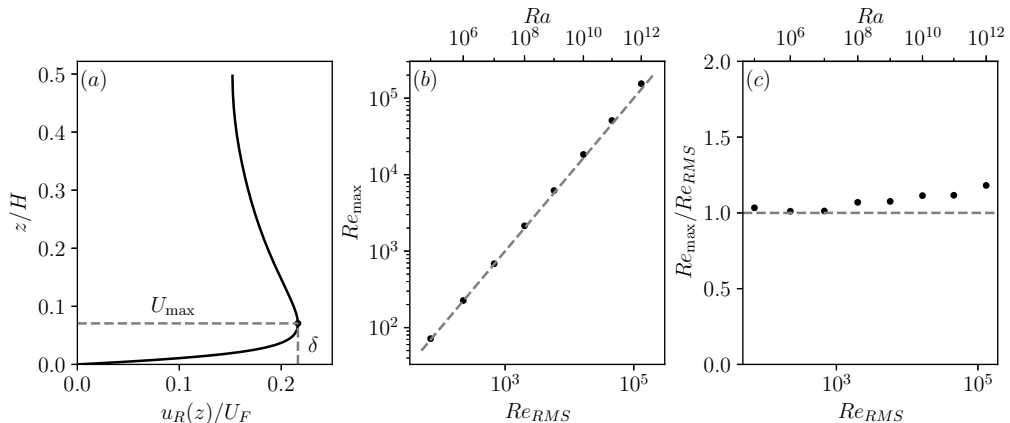 (a)
0.5
0.4
0.3
0.2
0.1
0.0
z/H
U_max
δ
0.0 0.1 0.2
u_R(z)/U_F
Ra
10^6 10^8 10^10 10^12
(b)
10^5
10^4
10^3
10^2
Re_max
10^3 10^5
Re_RMS
Ra
10^6 10^8 10^10 10^12
(c)
2.0
1.5
1.0
0.5
0.0
Re_max/Re_RMS
10^3 10^5
Re_RMS